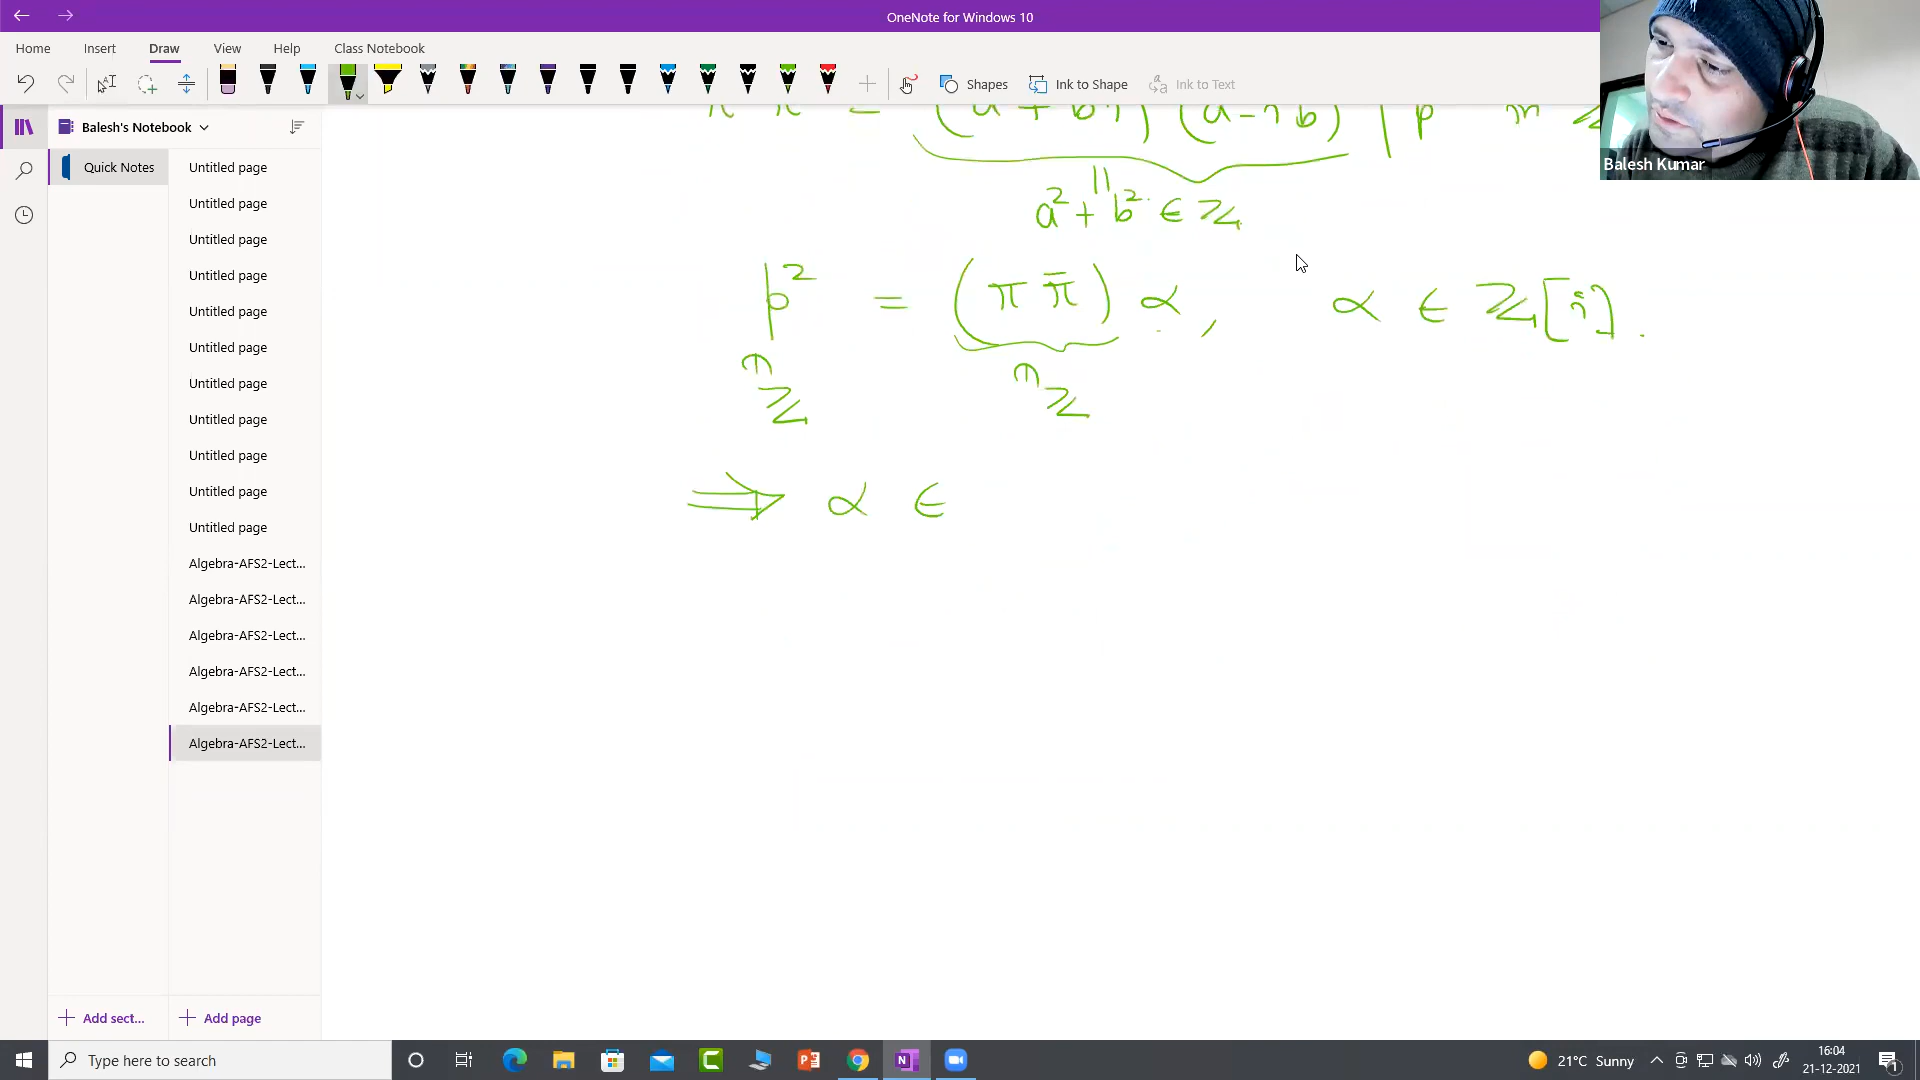 OneNote for Windows 10
Home Insert Draw View Help Class Notebook
Shapes Ink to Shape Ink to Text
Balesh's Notebook
Quick Notes
Untitled page
Untitled page
Untitled page
Untitled page
Untitled page
Untitled page
Untitled page
Untitled page
Untitled page
Untitled page
Untitled page
Algebra-AFS2-Lect...
Algebra-AFS2-Lect...
Algebra-AFS2-Lect...
Algebra-AFS2-Lect...
Algebra-AFS2-Lect...
Algebra-AFS2-Lect...
Add sect...
Add page
= (a + bi) (a - ib) | p in
||
a² + b² ∈ ℤ
p² = (π π̄) α, α ∈ ℤ[i].
∈ ℤ ∈ ℤ
⇒ α ∈
Balesh Kumar
Type here to search
21°C Sunny
16:04
21-12-2021
1